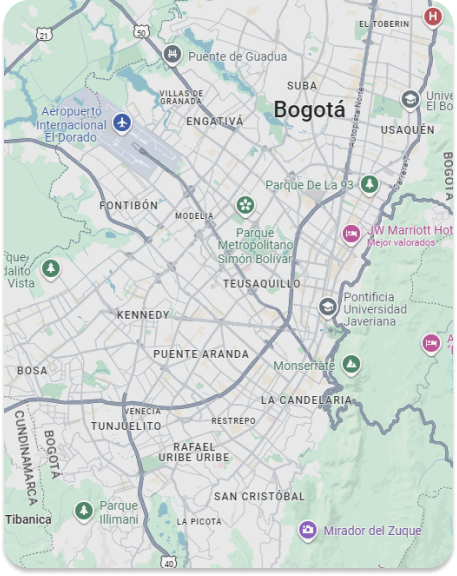 EL TOBERIN
H
21
50
Puente de Guadua
SUBA
VILLAS DE
GRANADA
Bogotá
Unive
El Bo
Aeropuerto
Internacional
El Dorado
ENGATIVÁ
USAQUÉN
Autopista Norte
Carrera 7
BOGOTÁ
Parque De La 93
FONTIBÓN
MODELIA
Parque
Metropolitano
Simón Bolívar
JW Marriott Hot
Mejor valorados
que
dalito
Vista
TEUSAQUILLO
Pontificia
Universidad
Javeriana
KENNEDY
PUENTE ARANDA
Monserrate
A
BOSA
LA CANDELARIA
VENECIA
TUNJUELITO
RESTREPO
CUNDINAMARCA
BOGOTÁ
RAFAEL
URIBE URIBE
SAN CRISTÓBAL
Tibanica
Parque
Illimani
LA PICOTA
Mirador del Zuque
40